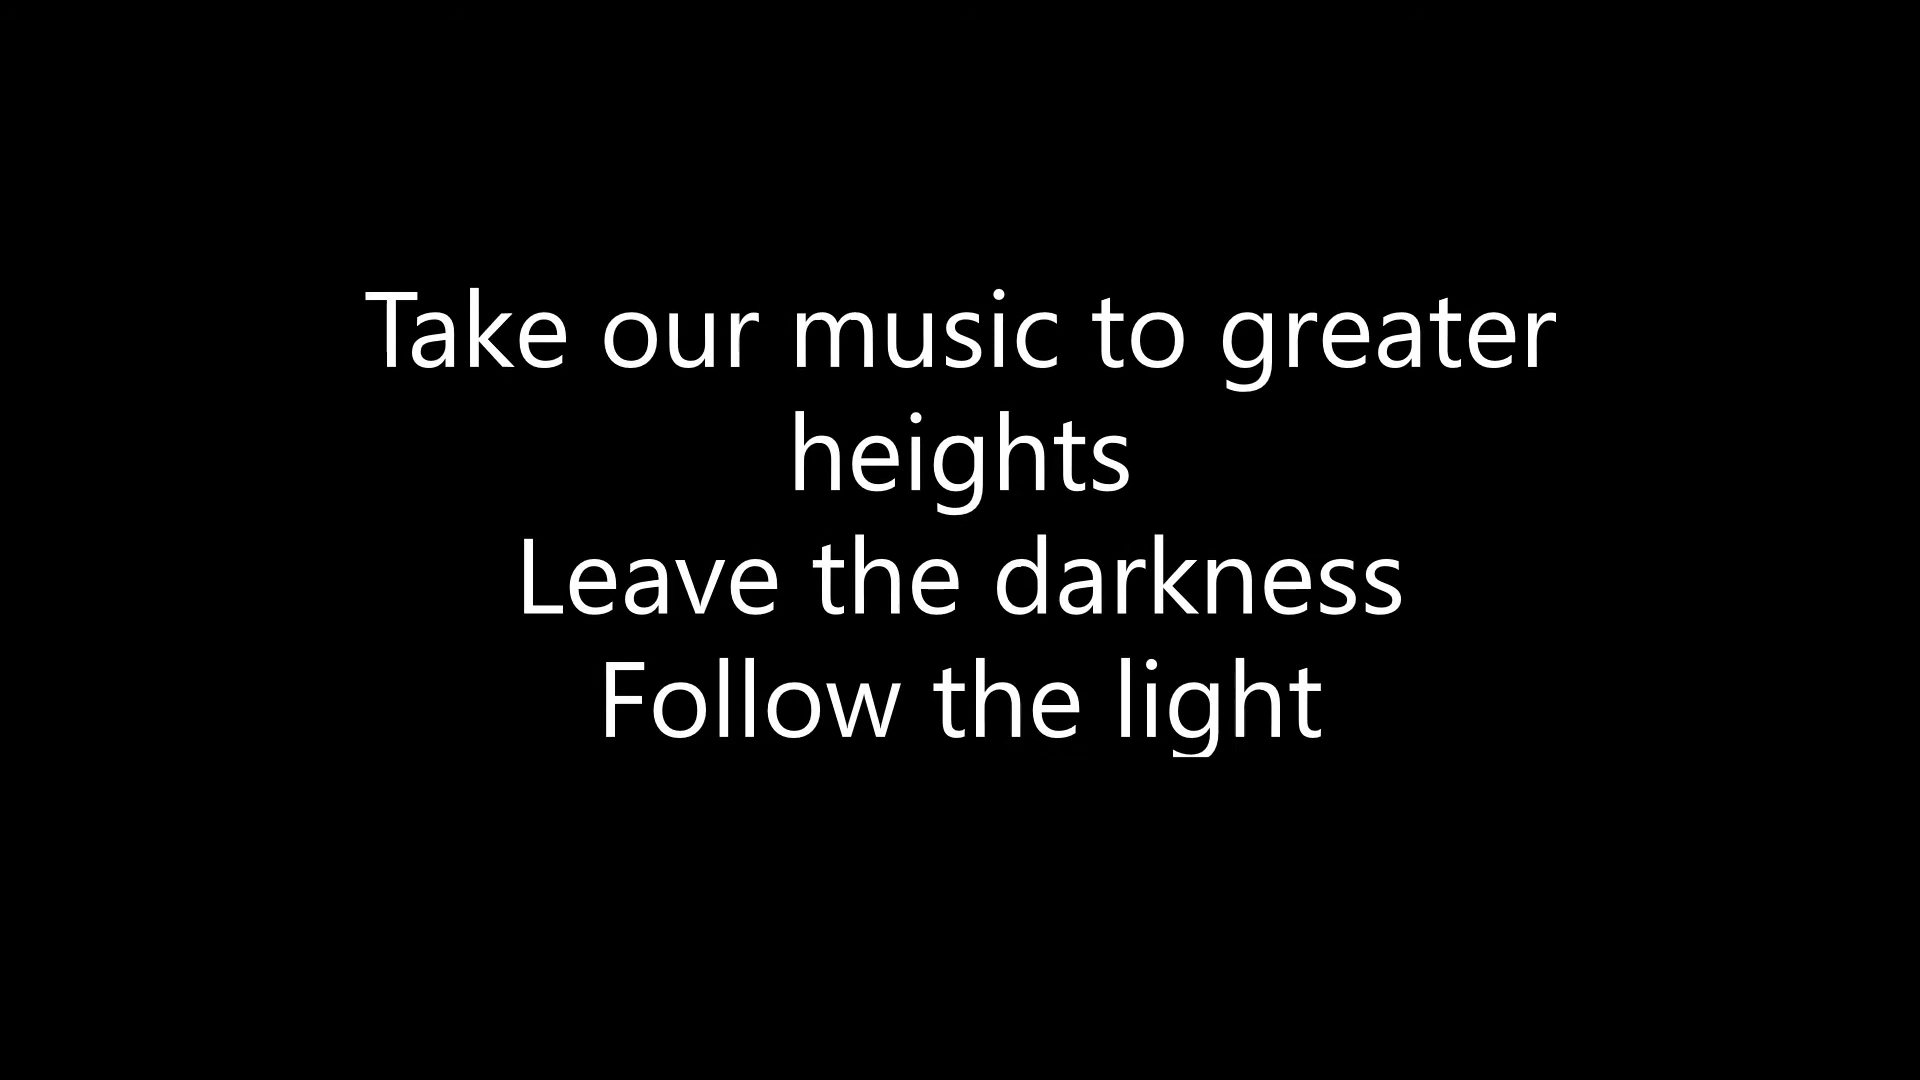 Take our music to greater
heights
Leave the darkness
Follow the light